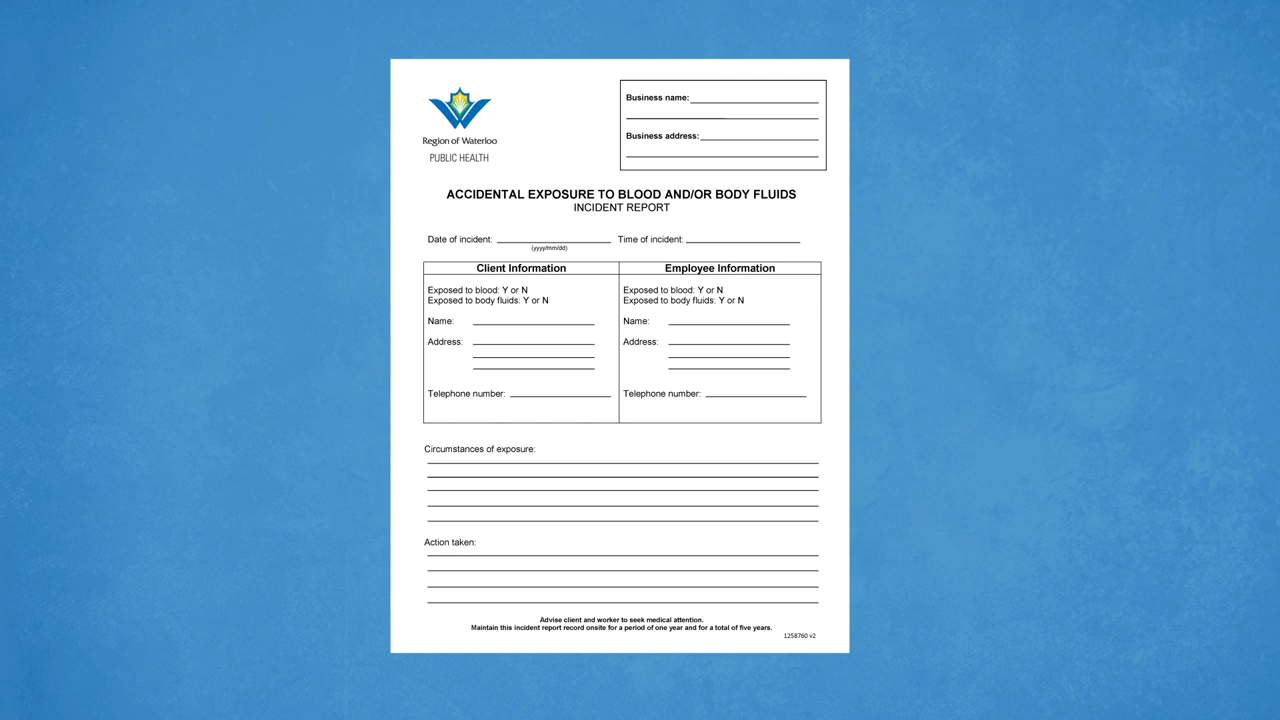 Region of Waterloo
PUBLIC HEALTH
Business name:
Business address:
ACCIDENTAL EXPOSURE TO BLOOD AND/OR BODY FLUIDS
INCIDENT REPORT
Date of incident: Time of incident:
(yyyy/mm/dd)
Client Information
Exposed to blood: Y or N
Exposed to body fluids: Y or N
Name:
Address:
Telephone number:
Employee Information
Exposed to blood: Y or N
Exposed to body fluids: Y or N
Name:
Address:
Telephone number:
Circumstances of exposure:
Action taken:
Advise client and worker to seek medical attention.
Maintain this incident report record onsite for a period of one year and for a total of five years.
1258760 v2